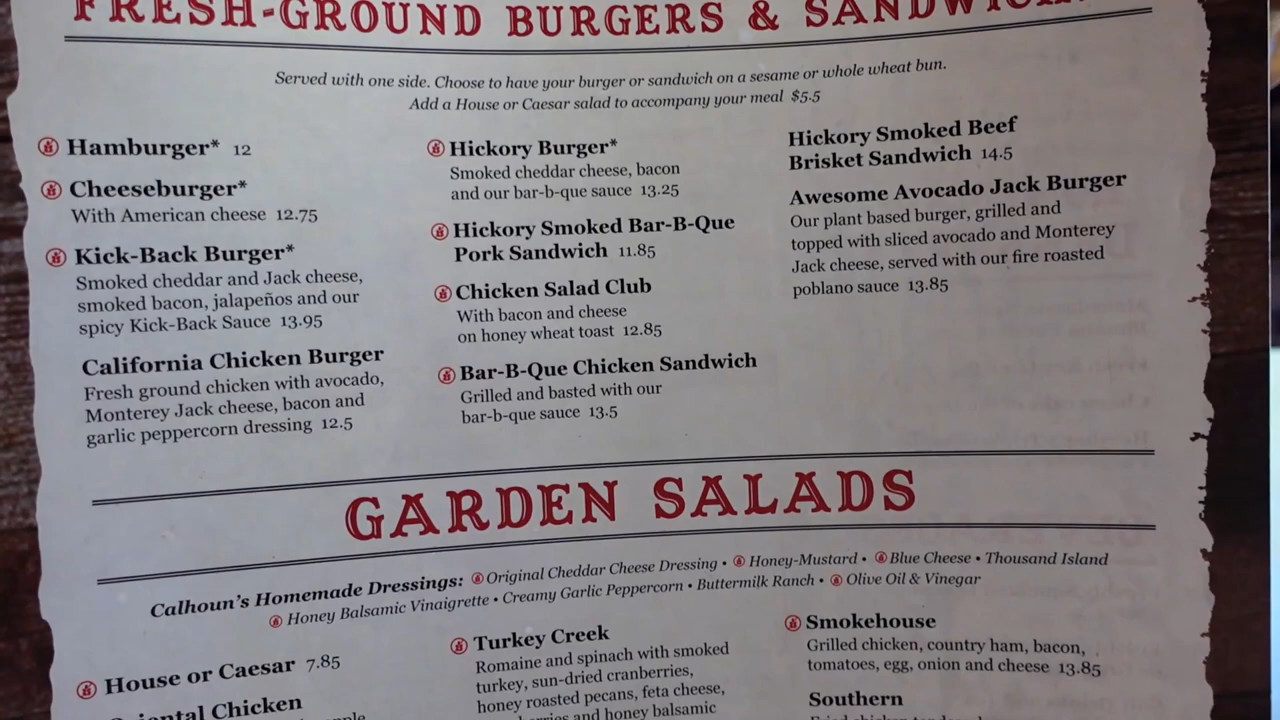 FRESH-GROUND BURGERS &
Served with one side. Choose to have your burger or sandwich on a sesame or whole wheat bun.
Add a House or Caesar salad to accompany your meal $5.5
Hamburger* 12
Cheeseburger*
With American cheese 12.75
Kick-Back Burger*
Smoked cheddar and Jack cheese,
smoked bacon, jalapeños and our
spicy Kick-Back Sauce 13.95
California Chicken Burger
Fresh ground chicken with avocado,
Monterey Jack cheese, bacon and
garlic peppercorn dressing 12.5
Hickory Burger*
Smoked cheddar cheese, bacon
and our bar-b-que sauce 13.25
Hickory Smoked Bar-B-Que
Pork Sandwich 11.85
Chicken Salad Club
With bacon and cheese
on honey wheat toast 12.85
Bar-B-Que Chicken Sandwich
Grilled and basted with our
bar-b-que sauce 13.5
Hickory Smoked Beef
Brisket Sandwich 14.5
Awesome Avocado Jack Burger
Our plant based burger, grilled and
topped with sliced avocado and Monterey
Jack cheese, served with our fire roasted
poblano sauce 13.85
GARDEN SALADS
Calhoun's Homemade Dressings: Original Cheddar Cheese Dressing • Honey-Mustard • Blue Cheese • Thousand Island
Honey Balsamic Vinaigrette • Creamy Garlic Peppercorn • Buttermilk Ranch • Olive Oil & Vinegar
House or Caesar 7.85
Chicken
Turkey Creek
Romaine and spinach with smoked
turkey, sun-dried cranberries,
honey roasted pecans, feta cheese,
and honey balsamic
Smokehouse
Grilled chicken, country ham, bacon,
tomatoes, egg, onion and cheese 13.85
Southern